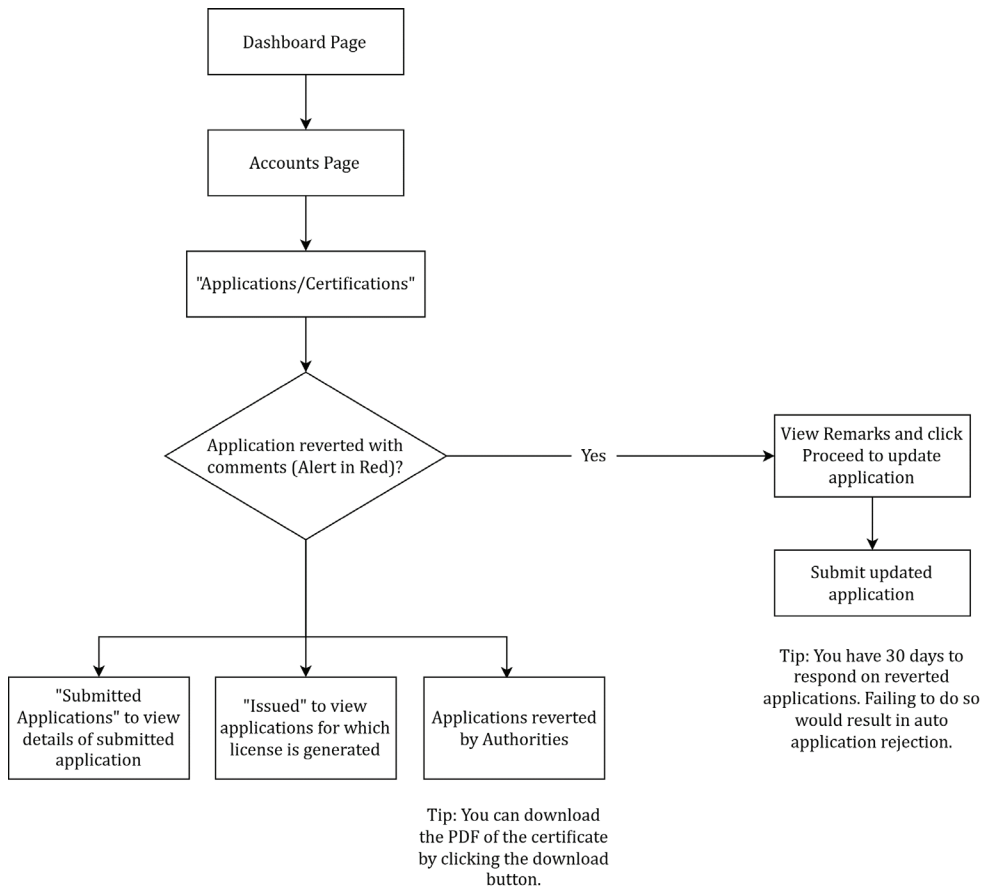 Dashboard Page
Accounts Page
"Applications/Certifications"
Application reverted with
comments (Alert in Red)?
Yes
View Remarks and click
Proceed to update
application
Submit updated
application
Tip: You have 30 days to
respond on reverted
applications. Failing to do so
would result in auto
application rejection.
"Submitted
Applications" to view
details of submitted
application
"Issued" to view
applications for which
license is generated
Applications reverted
by Authorities
Tip: You can download
the PDF of the certificate
by clicking the download
button.